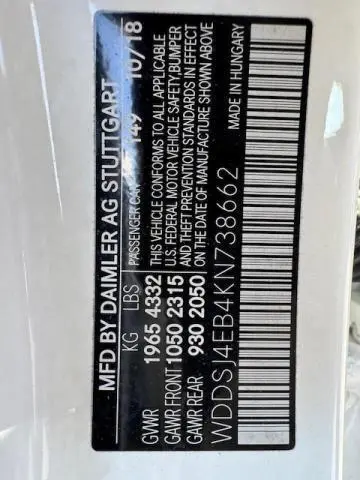 MFD BY DAIMLER AG STUTTGART
PASSENGER CAR 149 10/18
KG LBS
GVWR 1965 4332
GAWR FRONT 1050 2315
GAWR REAR 930 2050
THIS VEHICLE CONFORMS TO ALL APPLICABLE
U.S. FEDERAL MOTOR VEHICLE SAFETY,BUMPER
AND THEFT PREVENTION STANDARDS IN EFFECT
ON THE DATE OF MANUFACTURE SHOWN ABOVE
WDDSJ4EB4KN738662
MADE IN HUNGARY